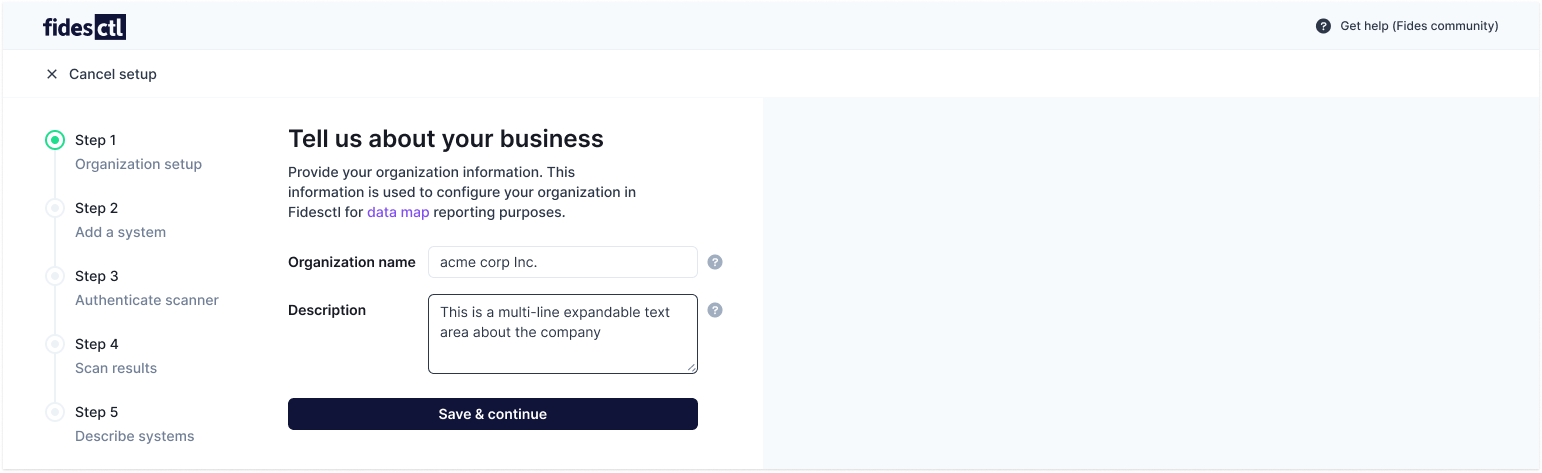 fidesctl
? Get help (Fides community)
Cancel setup
Step 1
Organization setup
Step 2
Add a system
Step 3
Authenticate scanner
Step 4
Scan results
Step 5
Describe systems
Tell us about your business
Provide your organization information. This
information is used to configure your organization in
Fidesctl for data map reporting purposes.
Organization name acme corp Inc. ?
Description This is a multi-line expandable text ?
area about the company
Save & continue